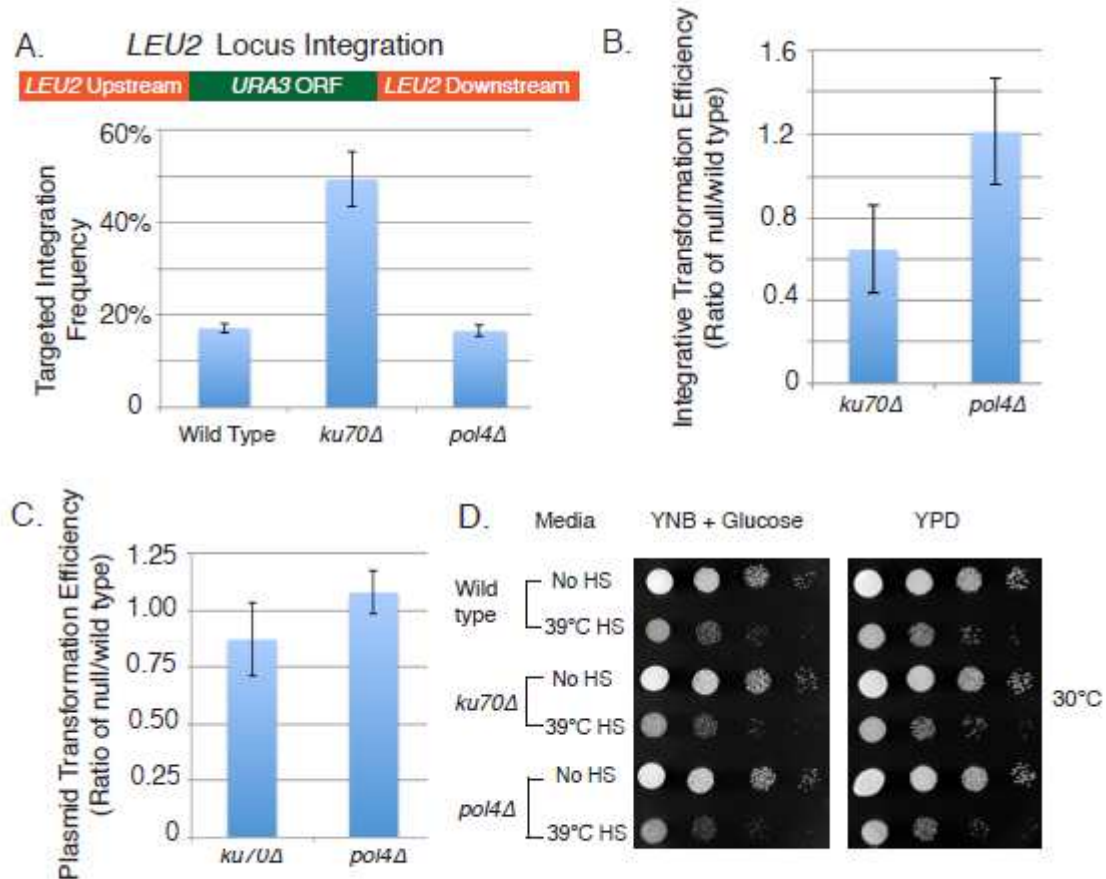 A.
LEU2 Locus Integration
LEU2 Upstream URA3 ORF LEU2 Downstream
Targeted Integration
Frequency
60%
40%
20%
0
Wild Type ku70Δ pol4Δ
B.
Integrative Transformation Efficiency
(Ratio of null/wild type)
1.6
1.2
0.8
0.4
0
ku70Δ pol4Δ
C.
Plasmid Transformation Efficiency
(Ratio of null/wild type)
1.25
1.00
0.75
0.50
0.25
0
ku70Δ pol4Δ
D. Media YNB + Glucose YPD
Wild
type
No HS
39°C HS
ku70Δ
No HS
39°C HS
pol4Δ
No HS
39°C HS
30°C